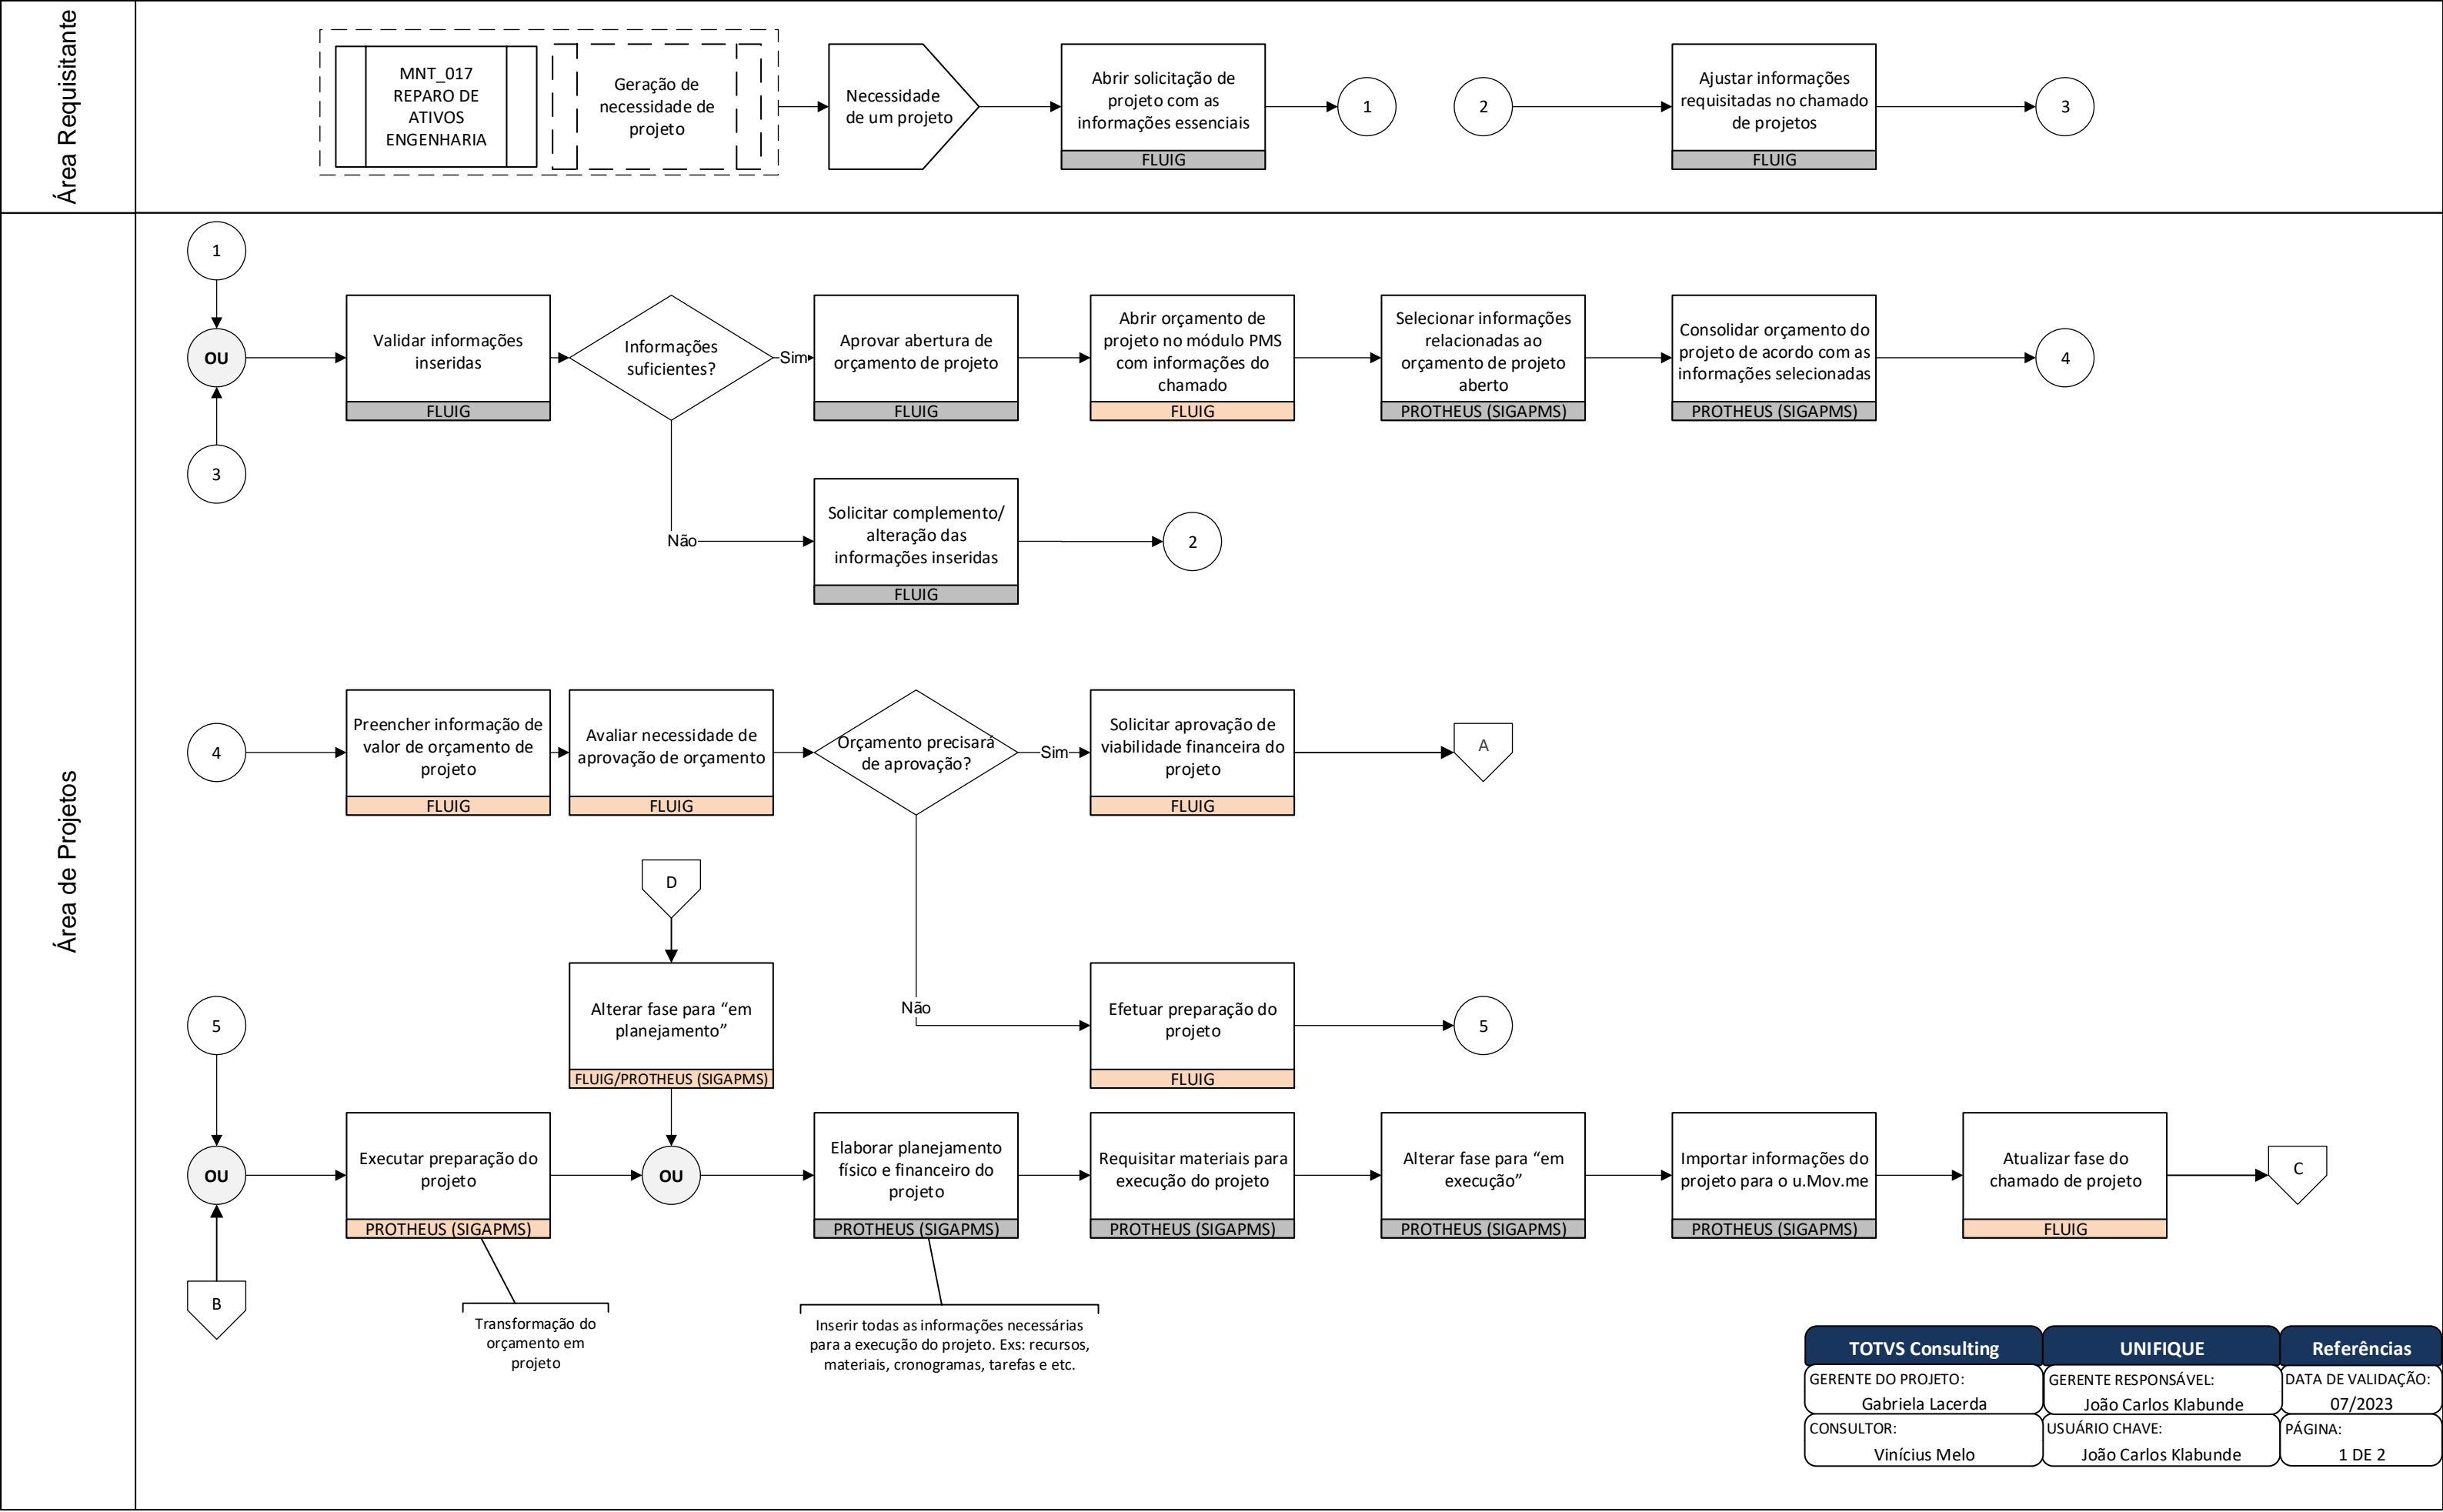 Área Requisitante
MNT_017
REPARO DE
ATIVOS
ENGENHARIA
Geração de
necessidade de
projeto
Necessidade
de um projeto
Abrir solicitação de
projeto com as
informações essenciais
FLUIG
1
2
Ajustar informações
requisitadas no chamado
de projetos
FLUIG
3
Área de Projetos
1
OU
3
Validar informações
inseridas
FLUIG
Informações
suficientes?
Sim
Aprovar abertura de
orçamento de projeto
FLUIG
Abrir orçamento de
projeto no módulo PMS
com informações do
chamado
FLUIG
Selecionar informações
relacionadas ao
orçamento de projeto
aberto
PROTHEUS (SIGAPMS)
Consolidar orçamento do
projeto de acordo com as
informações selecionadas
PROTHEUS (SIGAPMS)
4
Não
Solicitar complemento/
alteração das
informações inseridas
FLUIG
2
4
Preencher informação de
valor de orçamento de
projeto
FLUIG
Avaliar necessidade de
aprovação de orçamento
FLUIG
Orçamento precisará
de aprovação?
Sim
Solicitar aprovação de
viabilidade financeira do
projeto
FLUIG
A
D
Alterar fase para “em
planejamento”
FLUIG/PROTHEUS (SIGAPMS)
Não
Efetuar preparação do
projeto
FLUIG
5
5
OU
B
Executar preparação do
projeto
PROTHEUS (SIGAPMS)
OU
Elaborar planejamento
físico e financeiro do
projeto
PROTHEUS (SIGAPMS)
Requisitar materiais para
execução do projeto
PROTHEUS (SIGAPMS)
Alterar fase para “em
execução”
PROTHEUS (SIGAPMS)
Importar informações do
projeto para o u.Mov.me
PROTHEUS (SIGAPMS)
Atualizar fase do
chamado de projeto
FLUIG
C
Transformação do
orçamento em
projeto
Inserir todas as informações necessárias
para a execução do projeto. Exs: recursos,
materiais, cronogramas, tarefas e etc.
TOTVS Consulting
UNIFIQUE
Referências
GERENTE DO PROJETO:
Gabriela Lacerda
GERENTE RESPONSÁVEL:
João Carlos Klabunde
DATA DE VALIDAÇÃO:
07/2023
CONSULTOR:
Vinícius Melo
USUÁRIO CHAVE:
João Carlos Klabunde
PÁGINA:
1 DE 2